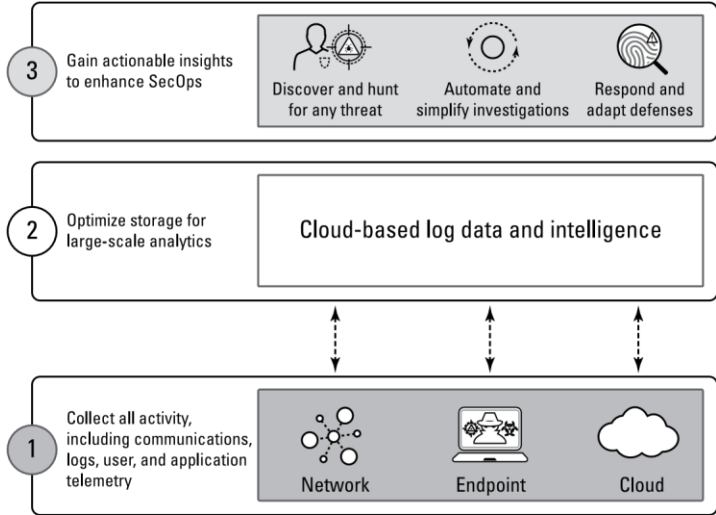 3
Gain actionable insights
to enhance SecOps
Discover and hunt
for any threat
Automate and
simplify investigations
Respond and
adapt defenses
2
Optimize storage for
large-scale analytics
Cloud-based log data and intelligence
1
Collect all activity,
including communications,
logs, user, and application
telemetry
Network
Endpoint
Cloud